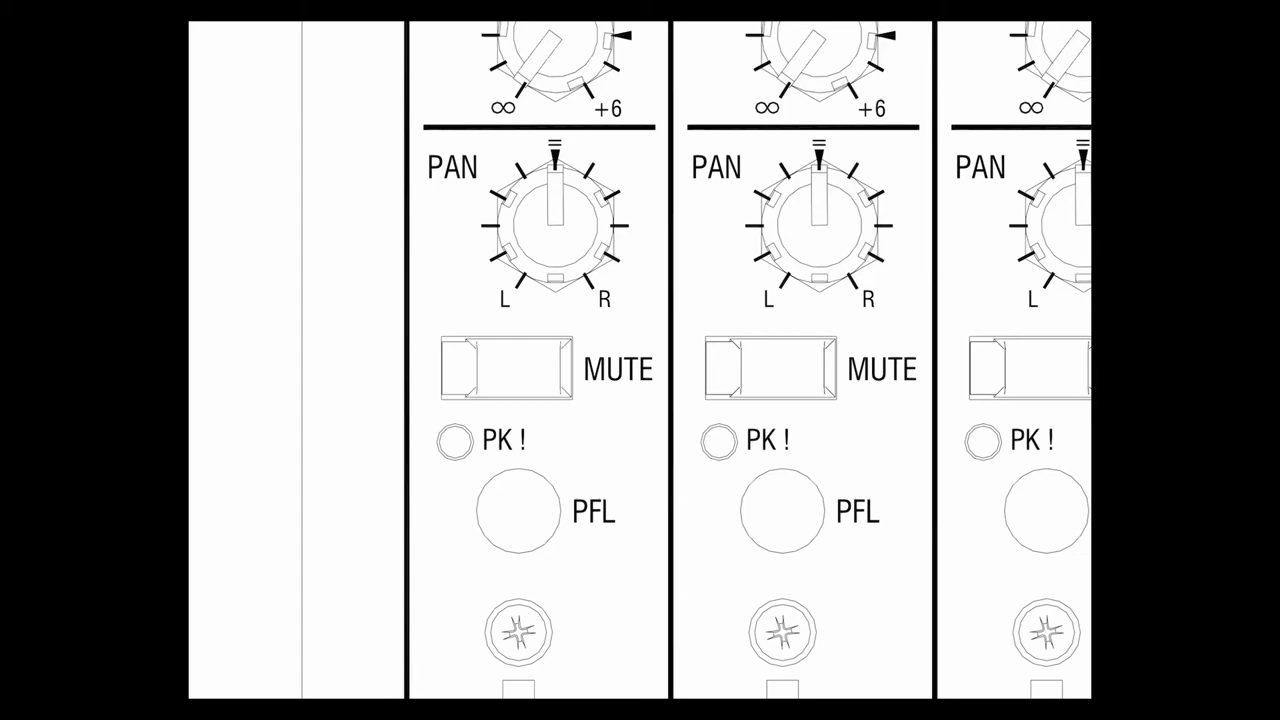 ∞ +6 ∞ +6 ∞
= = =
PAN PAN PAN
L R L R L
MUTE MUTE
PK ! PK ! PK !
PFL PFL